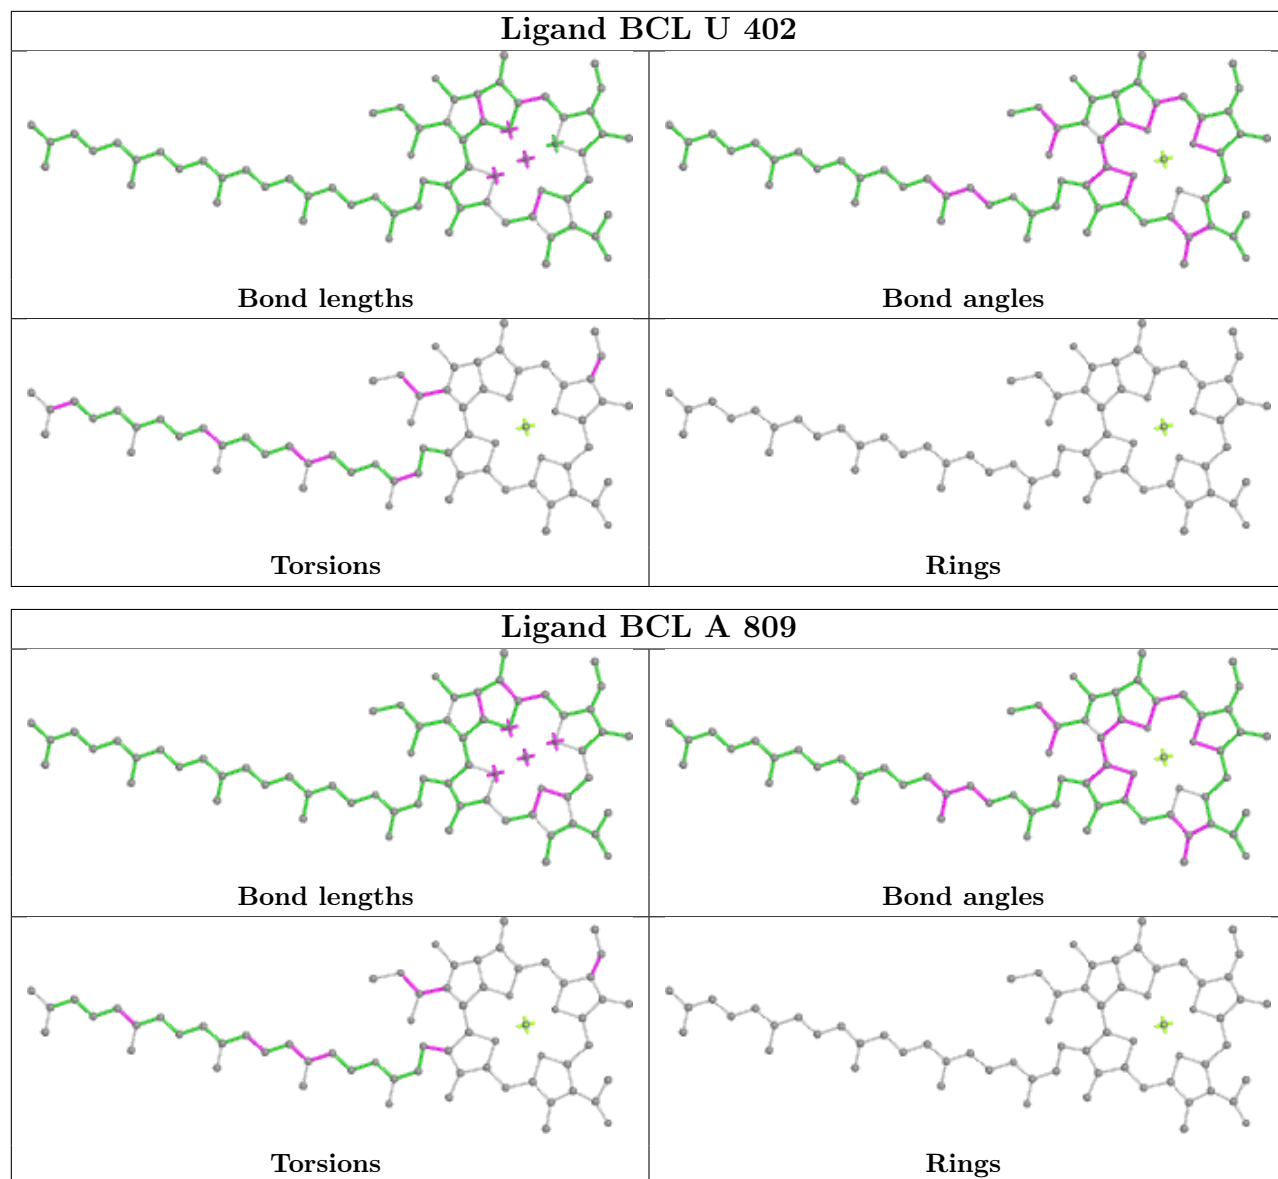 Ligand BCL U 402
Bond lengths
Bond angles
Torsions
Rings
Ligand BCL A 809
Bond lengths
Bond angles
Torsions
Rings